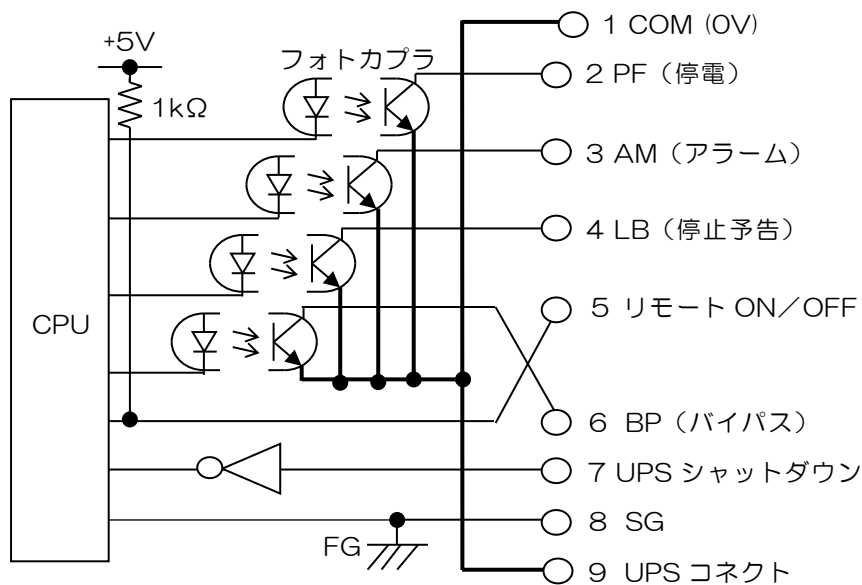 +5V
フォトカプラ
1 COM (0V)
2 PF（停電）
1kΩ
3 AM（アラーム）
4 LB（停止予告）
CPU
5 リモート ON／OFF
6 BP（バイパス）
7 UPS シャットダウン
8 SG
FG
9 UPS コネクト